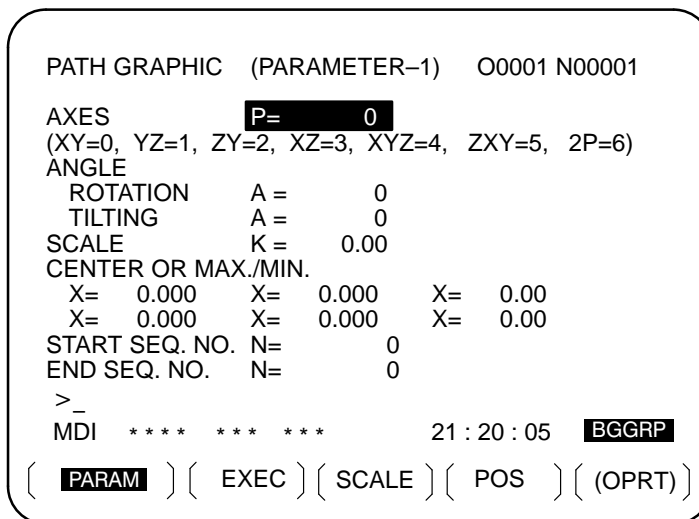 PATH GRAPHIC (PARAMETER–1) O0001 N00001
AXES P= 0
(XY=0, YZ=1, ZY=2, XZ=3, XYZ=4, ZXY=5, 2P=6)
ANGLE
ROTATION A = 0
TILTING A = 0
SCALE K = 0.00
CENTER OR MAX./MIN.
X= 0.000 X= 0.000 X= 0.00
X= 0.000 X= 0.000 X= 0.00
START SEQ. NO. N= 0
END SEQ. NO. N= 0
>_
MDI * * * * * * * * * * 21 : 20 : 05 BGGRP
[ PARAM ] [ EXEC ] [ SCALE ] [ POS ] [ (OPRT) ]